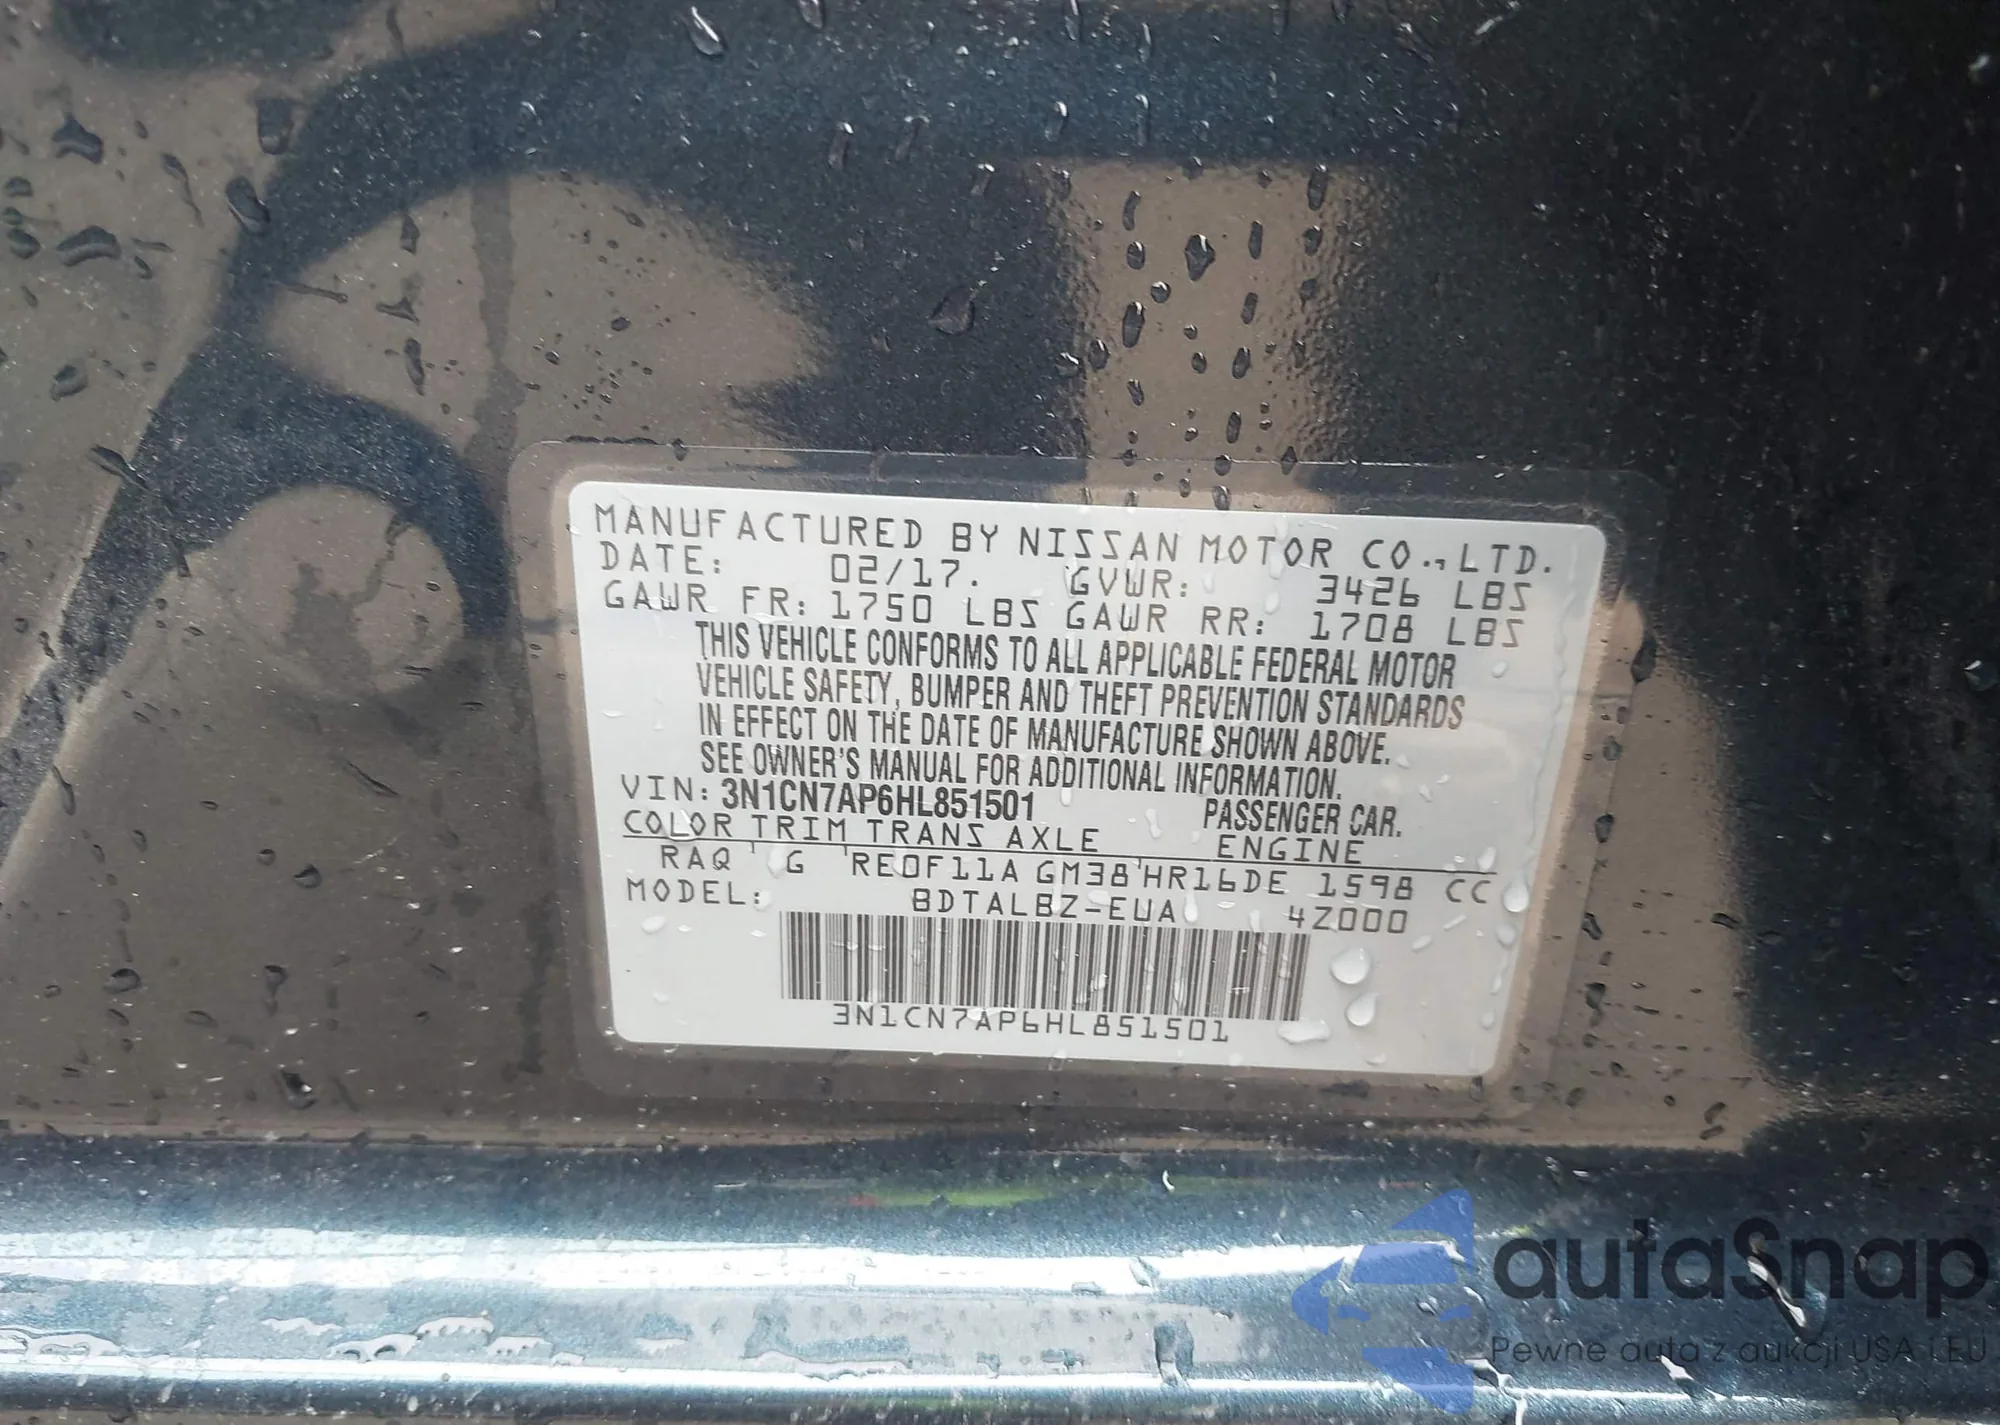 MANUFACTURED BY NISSAN MOTOR CO.,LTD.
DATE: 02/17. GVWR: 3426 LBS
GAWR FR: 1750 LBS GAWR RR: 1708 LBS
THIS VEHICLE CONFORMS TO ALL APPLICABLE FEDERAL MOTOR
VEHICLE SAFETY, BUMPER AND THEFT PREVENTION STANDARDS
IN EFFECT ON THE DATE OF MANUFACTURE SHOWN ABOVE.
SEE OWNER'S MANUAL FOR ADDITIONAL INFORMATION.
VIN: 3N1CN7AP6HL851501 PASSENGER CAR.
COLOR TRIM TRANS AXLE ENGINE
RAQ G RE0F11A GM38 HR16DE 1598 CC
MODEL: BDTALBZ-EUA 4Z000
3N1CN7AP6HL851501
autaSnap
Pewne auta z aukcji USA i EU